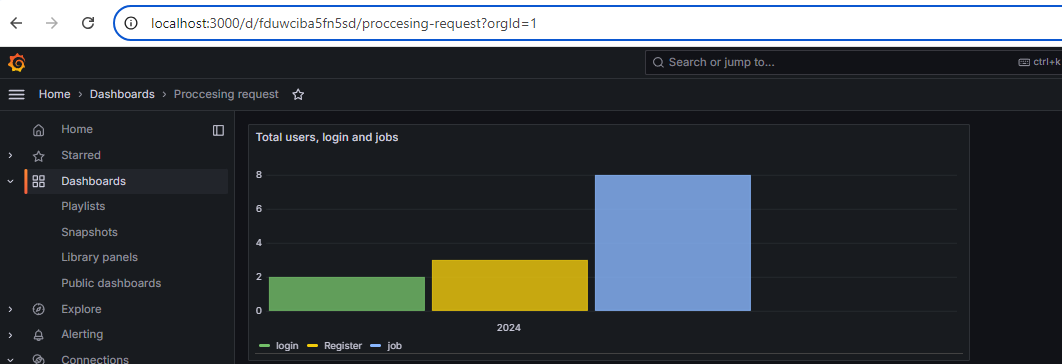 localhost:3000/d/fduwciba5fn5sd/proccesing-request?orgId=1
Search or jump to... ctrl+k
Home › Dashboards › Proccesing request
Home
Starred
Dashboards
Playlists
Snapshots
Library panels
Public dashboards
Explore
Alerting
Connections
Total users, login and jobs
8
6
4
2
0
2024
login Register job